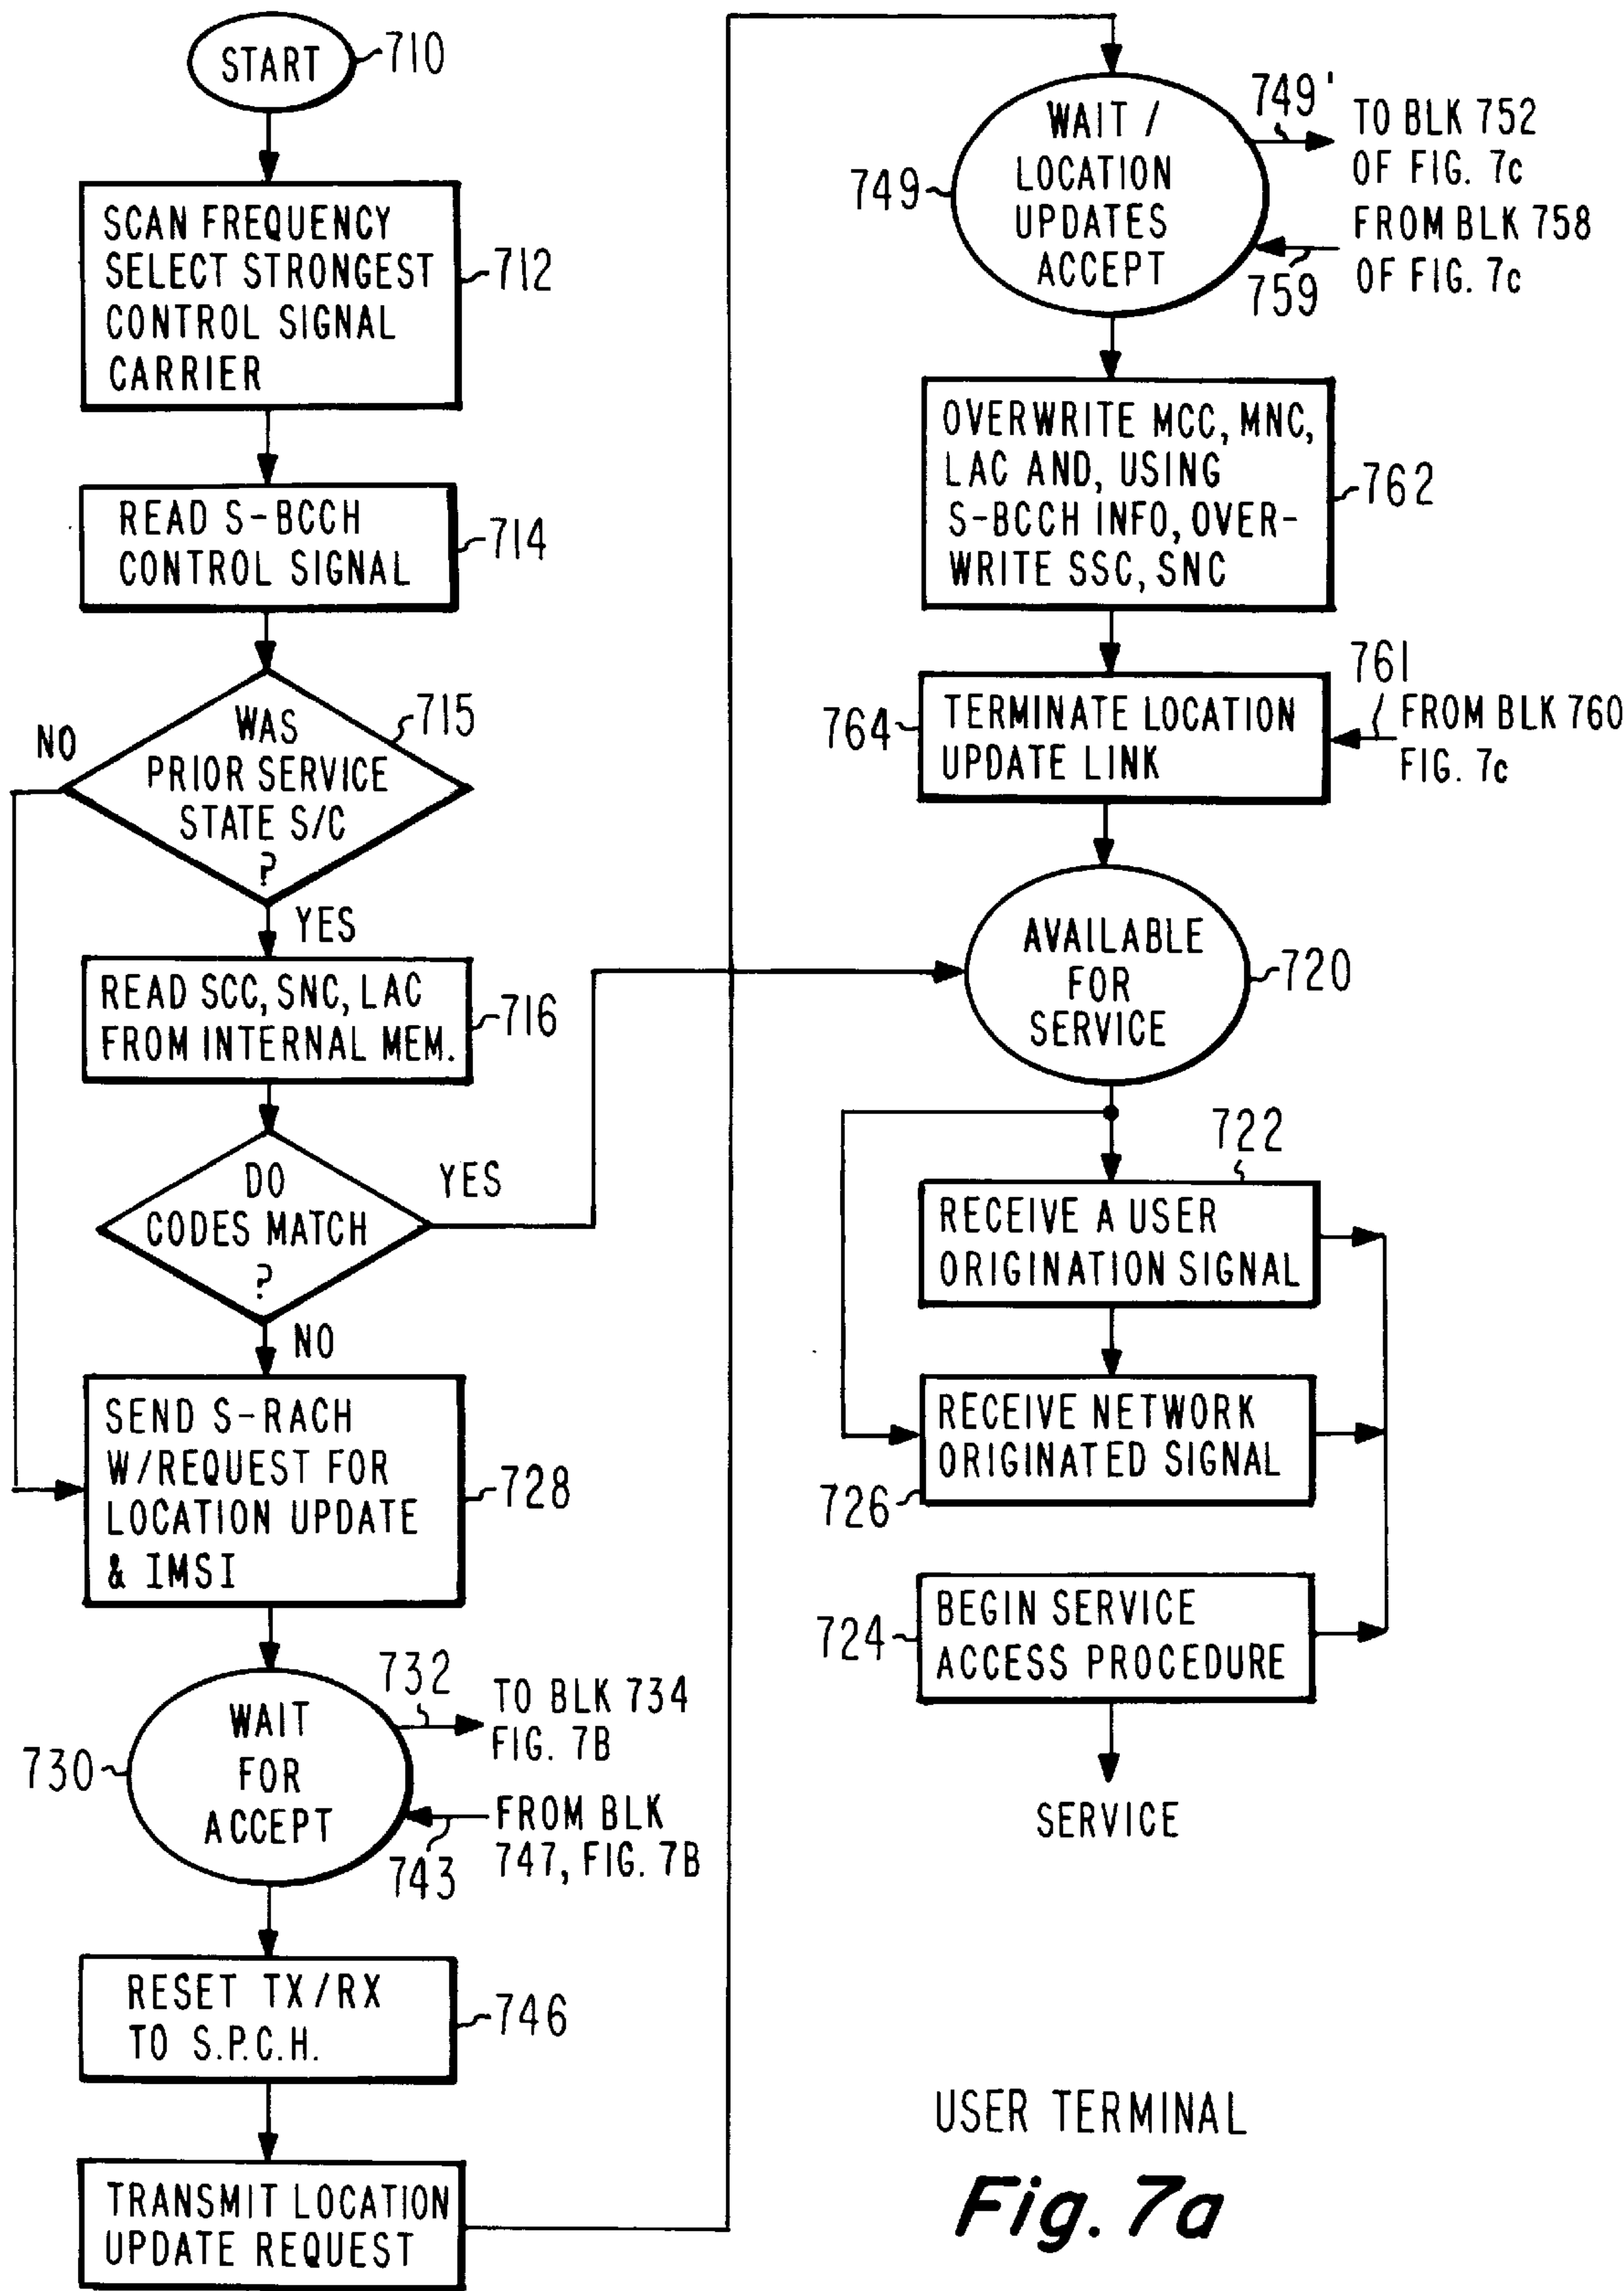 START
710
SCAN FREQUENCY
SELECT STRONGEST
CONTROL SIGNAL
CARRIER
712
READ S-BCCH
CONTROL SIGNAL
714
WAS
PRIOR SERVICE
STATE S/C
?
715
NO
YES
READ SCC, SNC, LAC
FROM INTERNAL MEM.
716
DO
CODES MATCH
?
YES
NO
SEND S-RACH
W/REQUEST FOR
LOCATION UPDATE
& IMSI
728
WAIT
FOR
ACCEPT
730
732
TO BLK 734
FIG. 7B
FROM BLK
747, FIG. 7B
743
RESET TX/RX
TO S.P.C.H.
746
TRANSMIT LOCATION
UPDATE REQUEST
WAIT /
LOCATION
UPDATES
ACCEPT
749
749'
TO BLK 752
OF FIG. 7c
FROM BLK 758
OF FIG. 7c
759
OVERWRITE MCC, MNC,
LAC AND, USING
S-BCCH INFO, OVER-
WRITE SSC, SNC
762
TERMINATE LOCATION
UPDATE LINK
764
761
FROM BLK 760
FIG. 7c
AVAILABLE
FOR
SERVICE
720
722
RECEIVE A USER
ORIGINATION SIGNAL
RECEIVE NETWORK
ORIGINATED SIGNAL
726
BEGIN SERVICE
ACCESS PROCEDURE
724
SERVICE
USER TERMINAL
Fig. 7a